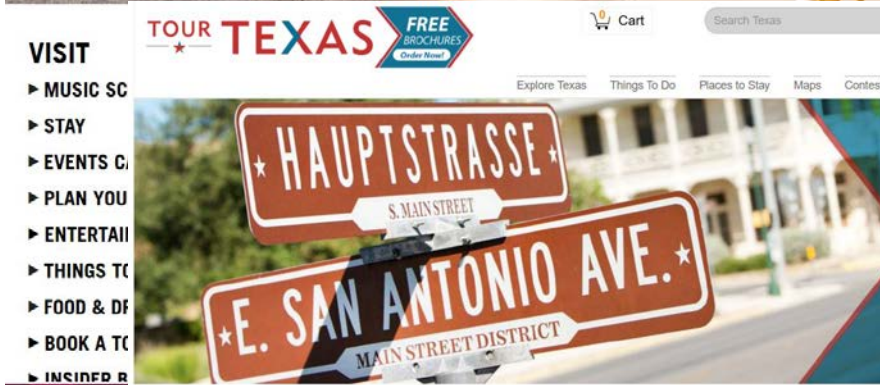 VISIT
MUSIC SC
STAY
EVENTS
PLAN YOU
THINGS
FOOD &
BOOK A
INSIDER
TOUR TEXAS
FREE
BROCHURES
Order Now!
0
Cart
Search Texas
Explore Texas Things To Do Places to Stay Maps Contes
HAUPTSTRASSE
S. MAIN STREET
E. SAN ANTONIO AVE.
MAIN STREET DISTRICT